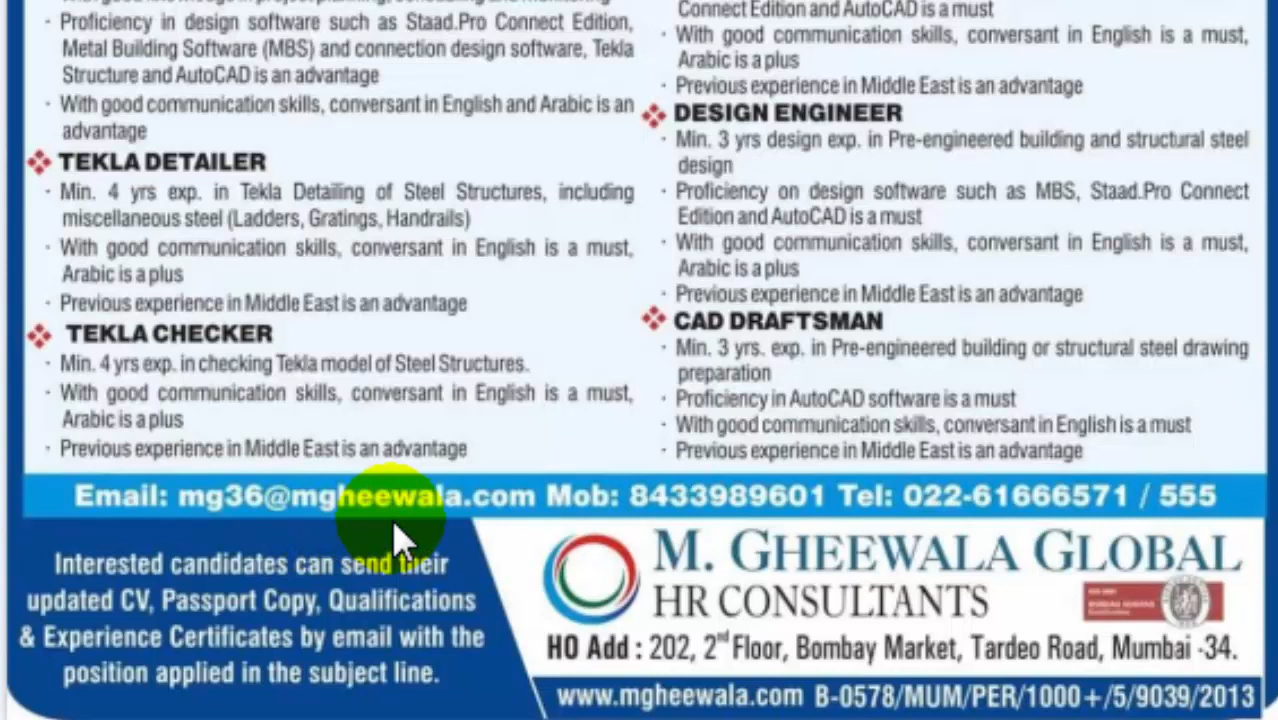 Proficiency in design software such as Staad.Pro Connect Edition,
Metal Building Software (MBS) and connection design software, Tekla
Structure and AutoCAD is an advantage
· With good communication skills, conversant in English and Arabic is an
advantage
TEKLA DETAILER
· Min. 4 yrs exp. in Tekla Detailing of Steel Structures, including
miscellaneous steel (Ladders, Gratings, Handrails)
· With good communication skills, conversant in English is a must,
Arabic is a plus
· Previous experience in Middle East is an advantage
TEKLA CHECKER
· Min. 4 yrs exp. in checking Tekla model of Steel Structures.
· With good communication skills, conversant in English is a must,
Arabic is a plus
· Previous experience in Middle East is an advantage
Connect Edition and AutoCAD is a must
· With good communication skills, conversant in English is a must,
Arabic is a plus
· Previous experience in Middle East is an advantage
DESIGN ENGINEER
· Min. 3 yrs design exp. in Pre-engineered building and structural steel
design
· Proficiency on design software such as MBS, Staad.Pro Connect
Edition and AutoCAD is a must
· With good communication skills, conversant in English is a must,
Arabic is a plus
· Previous experience in Middle East is an advantage
CAD DRAFTSMAN
· Min. 3 yrs. exp. in Pre-engineered building or structural steel drawing
preparation
· Proficiency in AutoCAD software is a must
· With good communication skills, conversant in English is a must
· Previous experience in Middle East is an advantage
Email: mg36@mgheewala.com Mob: 8433989601 Tel: 022-61666571 / 555
Interested candidates can send their
updated CV, Passport Copy, Qualifications
& Experience Certificates by email with the
position applied in the subject line.
M. GHEEWALA GLOBAL
HR CONSULTANTS
HO Add : 202, 2nd Floor, Bombay Market, Tardeo Road, Mumbai -34.
www.mgheewala.com B-0578/MUM/PER/1000+/5/9039/2013